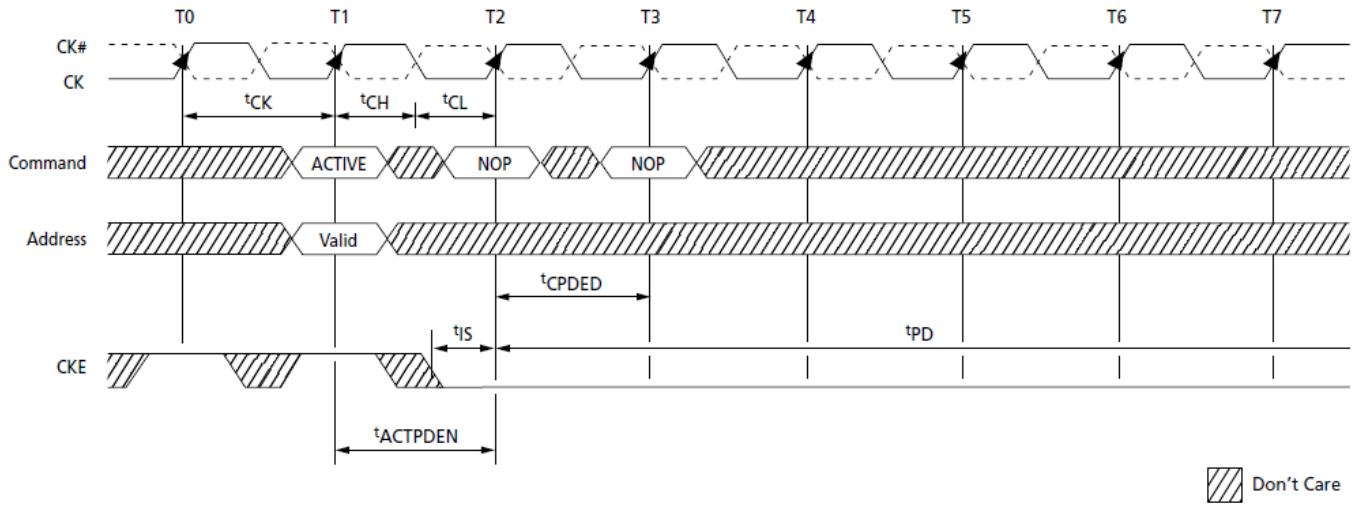 T0 T1 T2 T3 T4 T5 T6 T7
CK#
CK
tCK tCH tCL
Command ACTIVE NOP NOP
Address Valid
tCPDED
tIS tPD
CKE
tACTPDEN
Don't Care